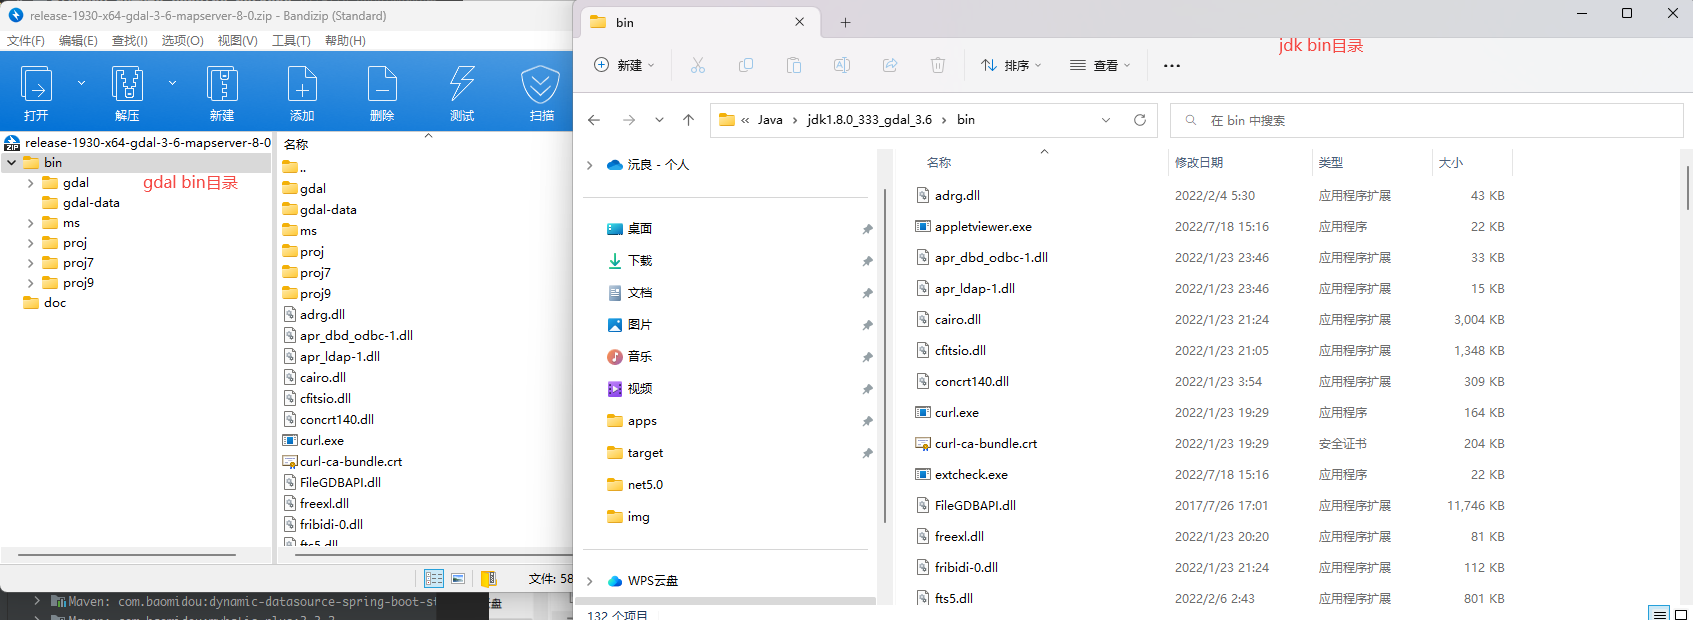 release-1930-x64-gdal-3-6-mapserver-8-0.zip - Bandizip (Standard)
文件(F) 编辑(E) 查找(I) 选项(O) 视图(V) 工具(T) 帮助(H)
打开 解压 新建 添加 删除 测试 扫描
release-1930-x64-gdal-3-6-mapserver-8-0
bin
gdal
gdal bin目录
gdal-data
ms
proj
proj7
proj9
doc
名称
..
gdal
gdal-data
ms
proj
proj7
proj9
adrg.dll
apr_dbd_odbc-1.dll
apr_ldap-1.dll
cairo.dll
cfitsio.dll
concrt140.dll
curl.exe
curl-ca-bundle.crt
FileGDBAPI.dll
freexl.dll
fribidi-0.dll
fts5.dll
文件: 58
Maven: com.baomidou:dynamic-datasource-spring-boot-st
bin
jdk bin目录
新建 排序 查看
« Java › jdk1.8.0_333_gdal_3.6 › bin
在 bin 中搜索
沅良 - 个人
桌面
下载
文档
图片
音乐
视频
apps
target
net5.0
img
WPS云盘
名称 修改日期 类型 大小
adrg.dll 2022/2/4 5:30 应用程序扩展 43 KB
appletviewer.exe 2022/7/18 15:16 应用程序 22 KB
apr_dbd_odbc-1.dll 2022/1/23 23:46 应用程序扩展 33 KB
apr_ldap-1.dll 2022/1/23 23:46 应用程序扩展 15 KB
cairo.dll 2022/1/23 21:24 应用程序扩展 3,004 KB
cfitsio.dll 2022/1/23 21:05 应用程序扩展 1,348 KB
concrt140.dll 2022/1/23 3:54 应用程序扩展 309 KB
curl.exe 2022/1/23 19:29 应用程序 164 KB
curl-ca-bundle.crt 2022/1/23 19:29 安全证书 204 KB
extcheck.exe 2022/7/18 15:16 应用程序 22 KB
FileGDBAPI.dll 2017/7/26 17:01 应用程序扩展 11,746 KB
freexl.dll 2022/1/23 20:20 应用程序扩展 81 KB
fribidi-0.dll 2022/1/23 21:24 应用程序扩展 112 KB
fts5.dll 2022/2/6 2:43 应用程序扩展 801 KB
132 个项目